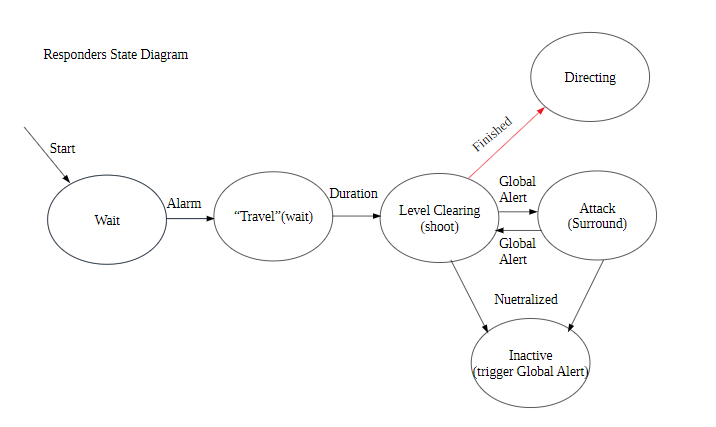 Responders State Diagram
Directing
Finished
Start
Global
Alert
Alarm
Duration
Wait
“Travel”(wait)
Level Clearing
(shoot)
Attack
(Surround)
Global
Alert
Nuetralized
Inactive
(trigger Global Alert)